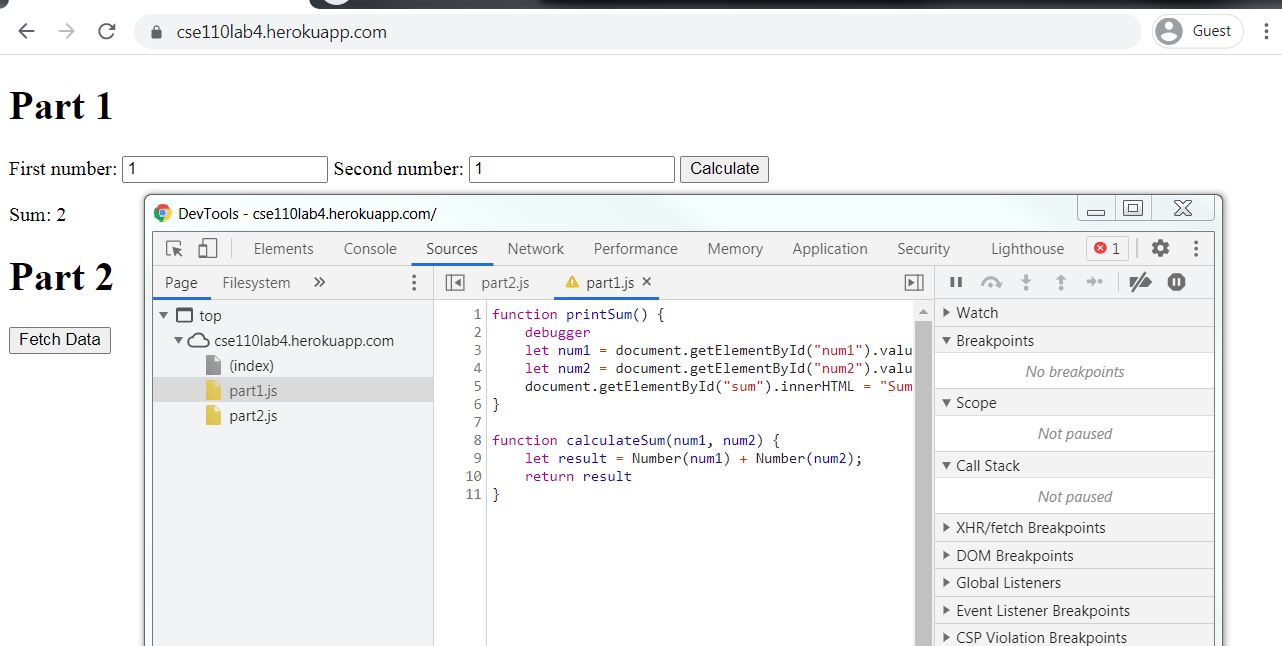 cse110lab4.herokuapp.com
Guest
Part 1
First number: 1 Second number: 1 Calculate
Sum: 2
Part 2
Fetch Data
DevTools - cse110lab4.herokuapp.com/
Elements Console Sources Network Performance Memory Application Security Lighthouse 1
Page Filesystem »
part2.js part1.js ×
top
cse110lab4.herokuapp.com
(index)
part1.js
part2.js
1 function printSum() {
2 debugger
3 let num1 = document.getElementById("num1").valu
4 let num2 = document.getElementById("num2").valu
5 document.getElementById("sum").innerHTML = "Sum
6 }
7
8 function calculateSum(num1, num2) {
9 let result = Number(num1) + Number(num2);
10 return result
11 }
Watch
Breakpoints
No breakpoints
Scope
Not paused
Call Stack
Not paused
XHR/fetch Breakpoints
DOM Breakpoints
Global Listeners
Event Listener Breakpoints
CSP Violation Breakpoints